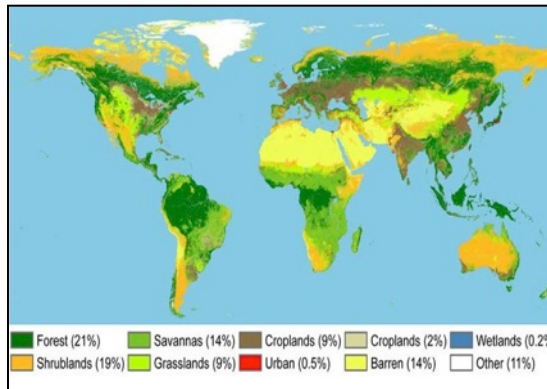 Forest (21%) Savannas (14%) Croplands (9%) Croplands (2%) Wetlands (0.2%
Shrublands (19%) Grasslands (9%) Urban (0.5%) Barren (14%) Other (11%)